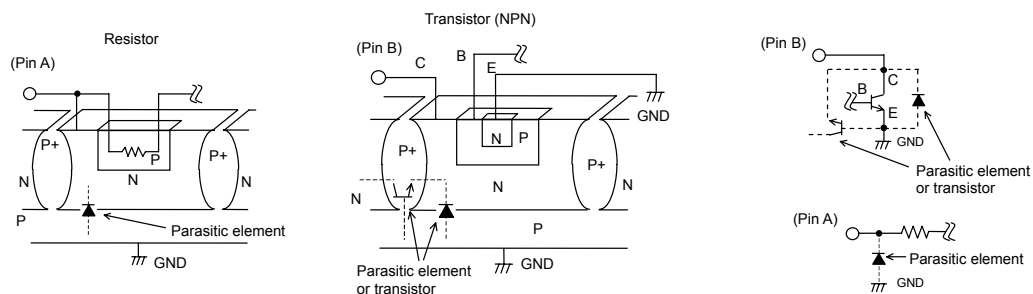 Resistor
(Pin A)
P+
P
P+
N
N
N
P
Parasitic element
GND
Transistor (NPN)
(Pin B)
C
B
E
GND
P+
N
P
P+
N
N
N
P
GND
Parasitic element
or transistor
(Pin B)
C
B
E
GND
Parasitic element
or transistor
(Pin A)
Parasitic element
GND